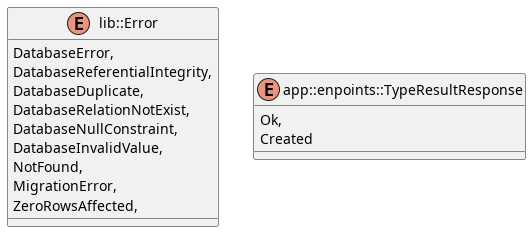 E lib::Error
DatabaseError,
DatabaseReferentialIntegrity,
DatabaseDuplicate,
DatabaseRelationNotExist,
DatabaseNullConstraint,
DatabaseInvalidValue,
NotFound,
MigrationError,
ZeroRowsAffected,
E app::enpoints::TypeResultResponse
Ok,
Created